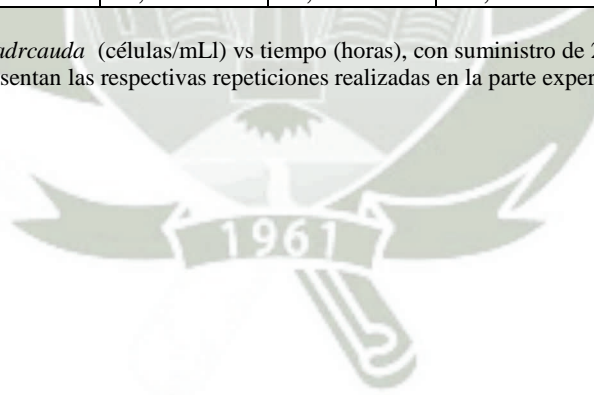 adrcauda (células/mLl) vs tiempo (horas), con suministro de 2
sentan las respectivas repeticiones realizadas en la parte exper
1961